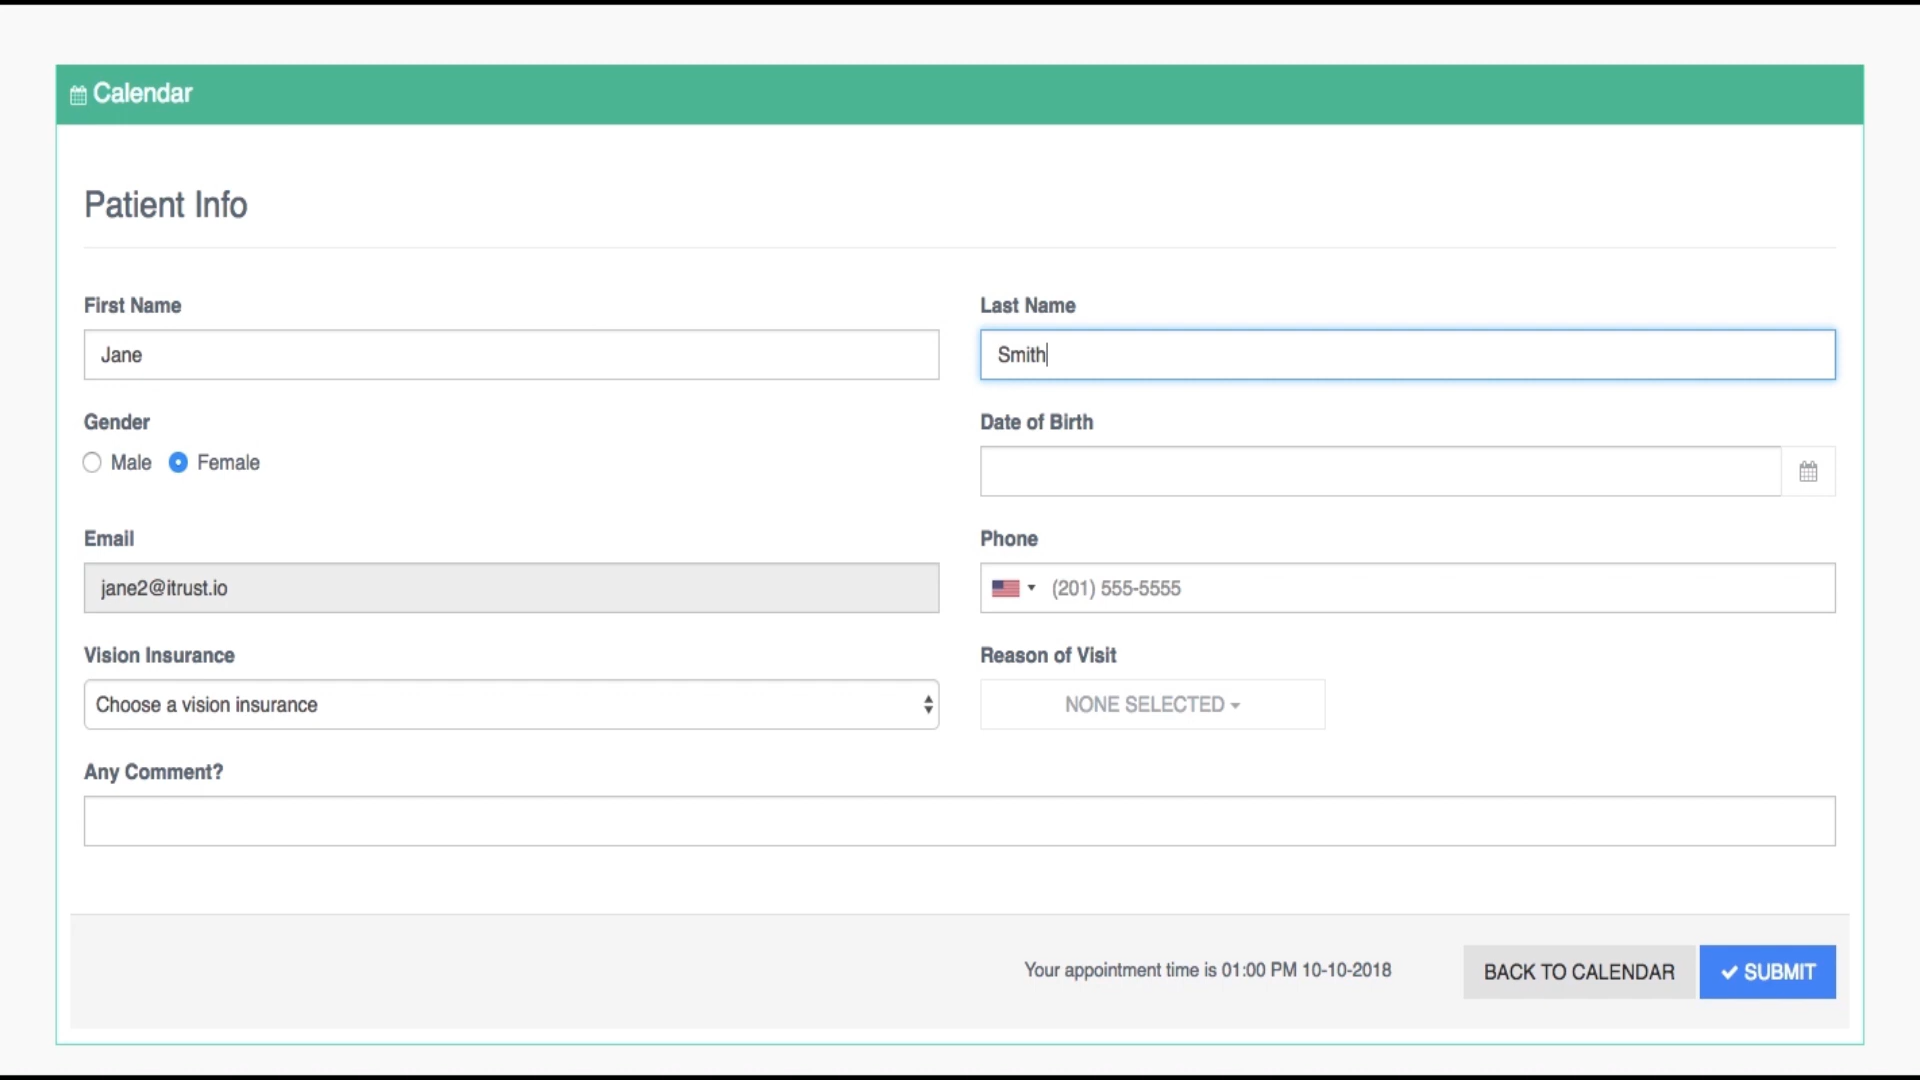 Calendar
Patient Info
First Name
Last Name
Jane
Smith
Gender
Date of Birth
Male
Female
Email
Phone
jane2@itrust.io
(201) 555-5555
Vision Insurance
Reason of Visit
Choose a vision insurance
NONE SELECTED
Any Comment?
Your appointment time is 01:00 PM 10-10-2018
BACK TO CALENDAR
SUBMIT